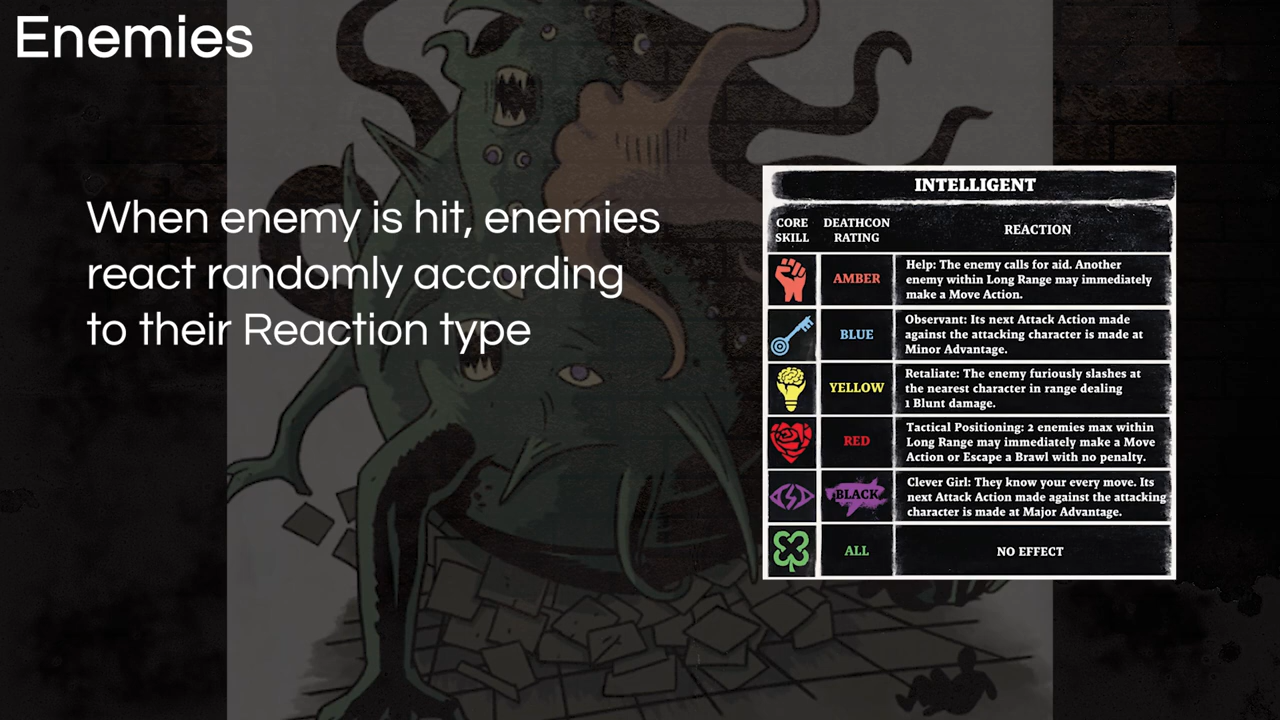 Enemies
When enemy is hit, enemies
react randomly according
to their Reaction type
INTELLIGENT
CORE SKILL DEATHCON RATING REACTION
AMBER
Help: The enemy calls for aid. Another
enemy within Long Range may immediately
make a Move Action.
BLUE
Observant: Its next Attack Action made
against the attacking character is made at
Minor Advantage.
YELLOW
Retaliate: The enemy furiously slashes at
the nearest character in range dealing
1 Blunt damage.
RED
Tactical Positioning: 2 enemies max within
Long Range may immediately make a Move
Action or Escape a Brawl with no penalty.
BLACK
Clever Girl: They know your every move. Its
next Attack Action made against the attacking
character is made at Major Advantage.
ALL
NO EFFECT